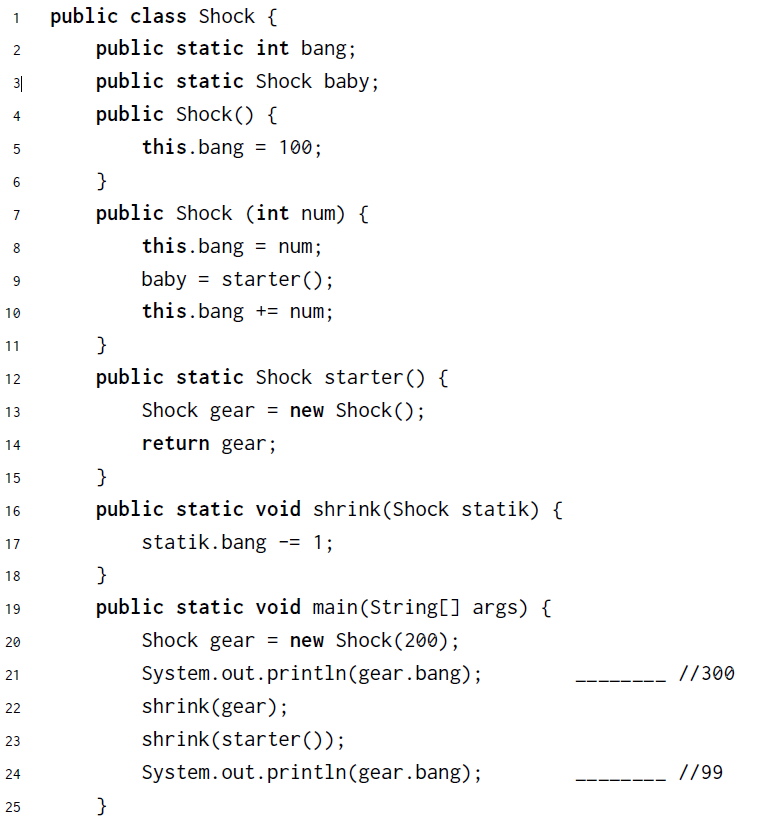 1 public class Shock {
2     public static int bang;
3     public static Shock baby;
4     public Shock() {
5         this.bang = 100;
6     }
7     public Shock (int num) {
8         this.bang = num;
9         baby = starter();
10         this.bang += num;
11     }
12     public static Shock starter() {
13         Shock gear = new Shock();
14         return gear;
15     }
16     public static void shrink(Shock statik) {
17         statik.bang -= 1;
18     }
19     public static void main(String[] args) {
20         Shock gear = new Shock(200);
21         System.out.println(gear.bang);        ________ //300
22         shrink(gear);
23         shrink(starter());
24         System.out.println(gear.bang);        ________ //99
25     }